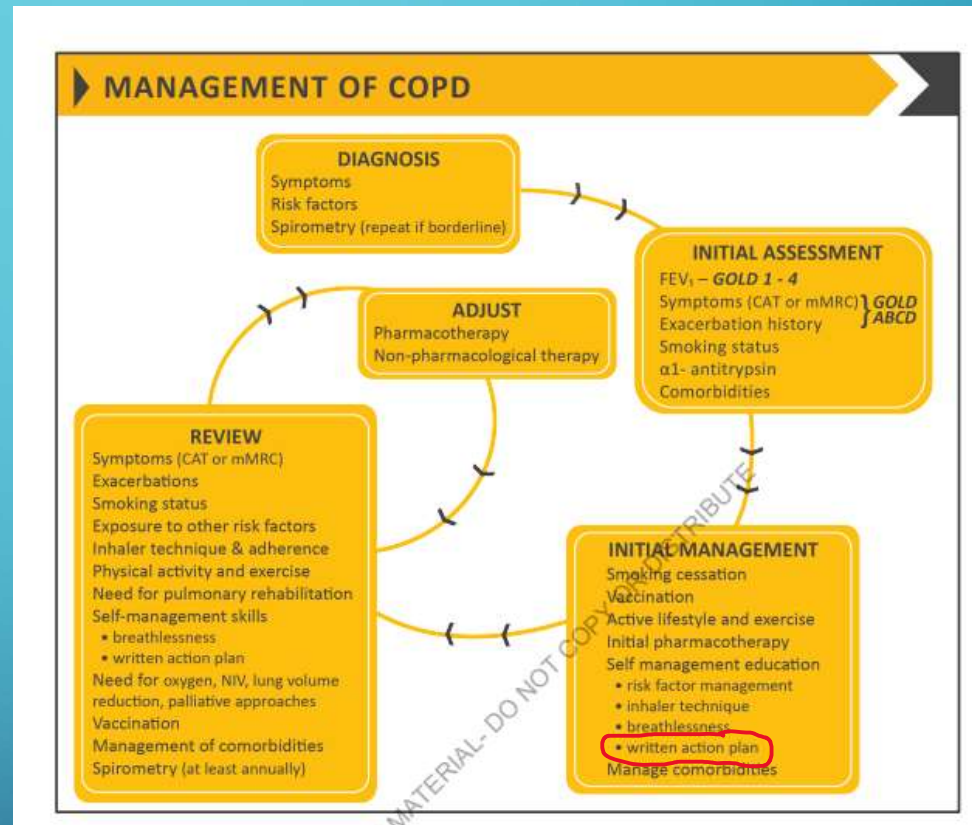 MANAGEMENT OF COPD
DIAGNOSIS
Symptoms
Risk factors
Spirometry (repeat if borderline)
INITIAL ASSESSMENT
FEV₁ – GOLD 1 - 4
Symptoms (CAT or mMRC) } GOLD
Exacerbation history } ABCD
Smoking status
α1- antitrypsin
Comorbidities
ADJUST
Pharmacotherapy
Non-pharmacological therapy
REVIEW
Symptoms (CAT or mMRC)
Exacerbations
Smoking status
Exposure to other risk factors
Inhaler technique & adherence
Physical activity and exercise
Need for pulmonary rehabilitation
Self-management skills
• breathlessness
• written action plan
Need for oxygen, NIV, lung volume
reduction, palliative approaches
Vaccination
Management of comorbidities
Spirometry (at least annually)
INITIAL MANAGEMENT
Smoking cessation
Vaccination
Active lifestyle and exercise
Initial pharmacotherapy
Self management education
• risk factor management
• inhaler technique
• breathlessness
• written action plan
Manage comorbidities
MATERIAL- DO NOT COPY OR DISTRIBUTE